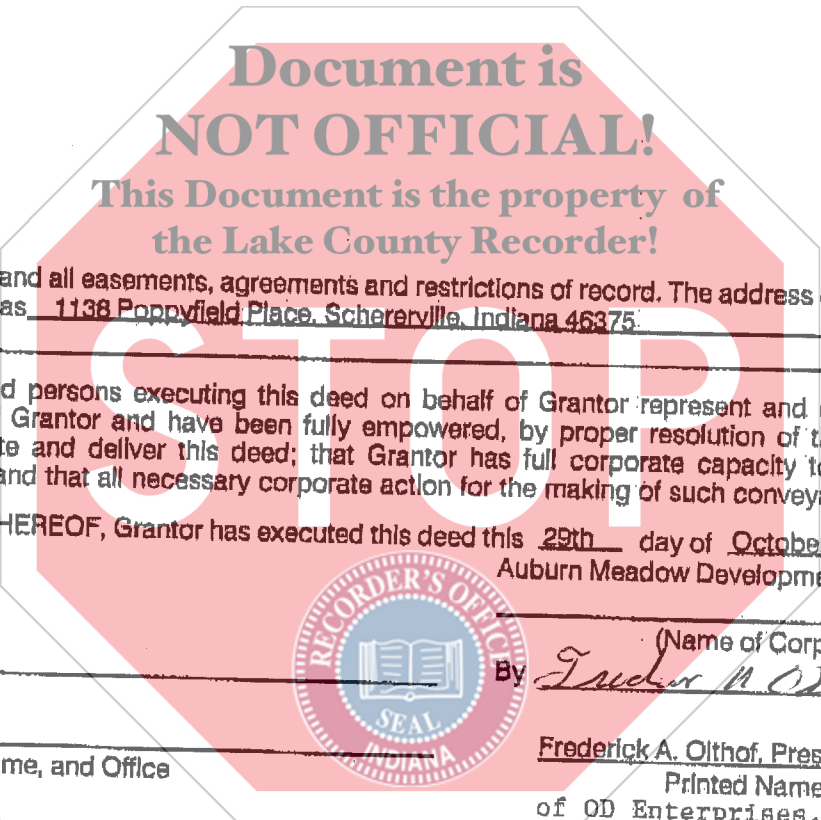 Document is
NOT OFFICIAL!
This Document is the property of
the Lake County Recorder!
and all easements, agreements and restrictions of record. The address
as 1138 Poppyfield Place, Schererville, Indiana 46375
STOP
d persons executing this deed on behalf of Grantor represent and
Grantor and have been fully empowered, by proper resolution of t
te and deliver this deed; that Grantor has full corporate capacity to
and that all necessary corporate action for the making of such convey
HEREOF, Grantor has executed this deed this 29th day of Octobe
Auburn Meadow Developme
RECORDER'S OFFICE
SEAL
INDIANA
(Name of Corp
By
Frederick A. Olthof, Pres
me, and Office
Printed Name
of OD Enterprises,